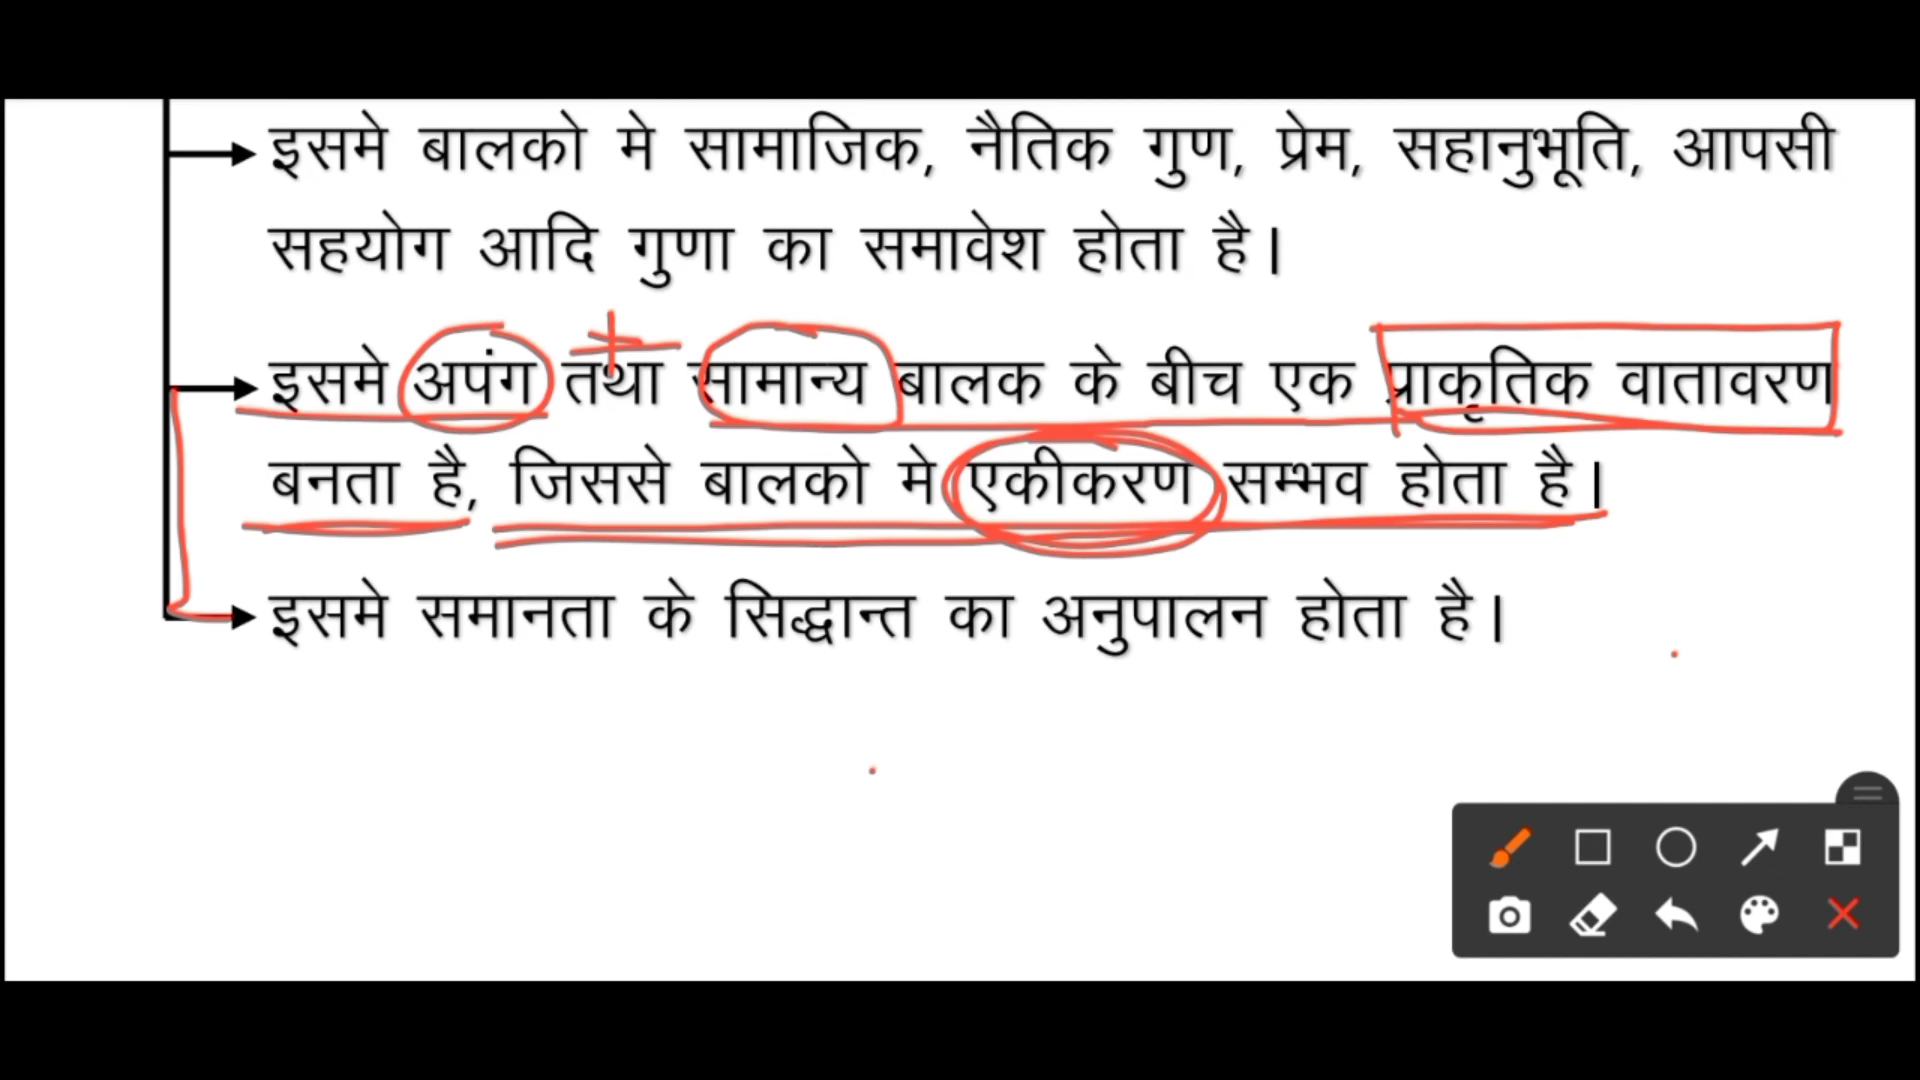 इसमे बालको मे सामाजिक, नैतिक गुण, प्रेम, सहानुभूति, आपसी
सहयोग आदि गुणा का समावेश होता है।
इसमे अपंग तथा सामान्य बालक के बीच एक प्राकृतिक वातावरण
बनता है, जिससे बालको मे एकीकरण सम्भव होता है।
इसमे समानता के सिद्धान्त का अनुपालन होता है।